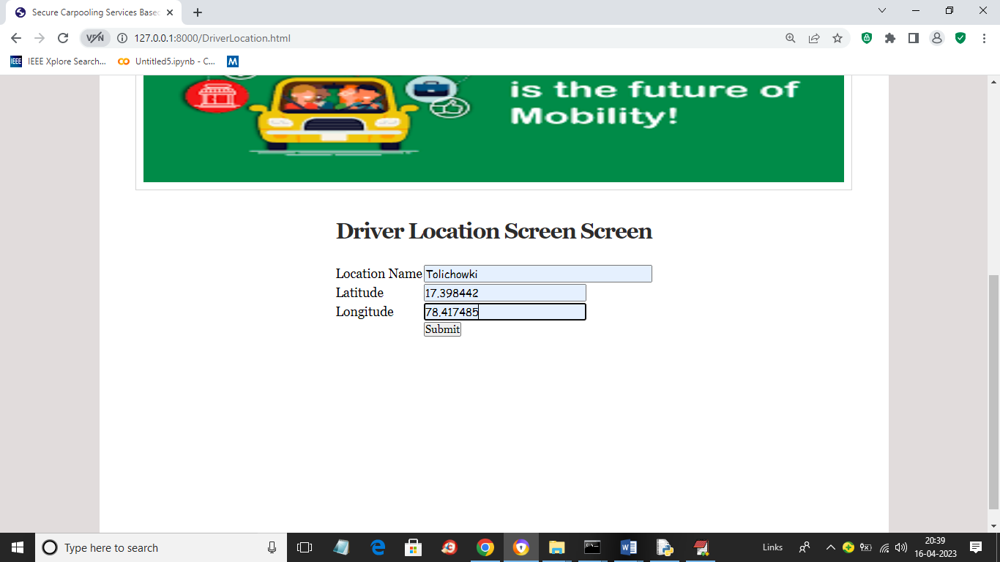 Secure Carpooling Services Based
VPN
127.0.0.1:8000/DriverLocation.html
IEEE
IEEE Xplore Search...
Untitled5.ipynb - C...
M
is the future of
Mobility!
Driver Location Screen Screen
Location Name Tolichowki
Latitude 17.398442
Longitude 78.417485
Submit
Type here to search
Links
20:39
16-04-2023